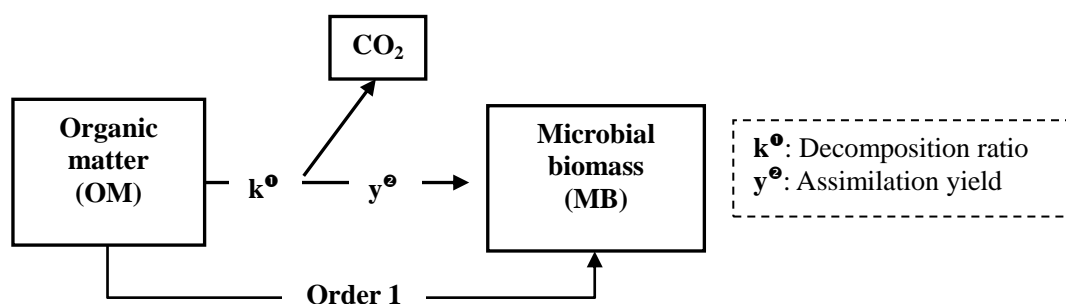 CO₂
Organic
matter
(OM)
k❶
y❷
Microbial
biomass
(MB)
k❶: Decomposition ratio
y❷: Assimilation yield
Order 1